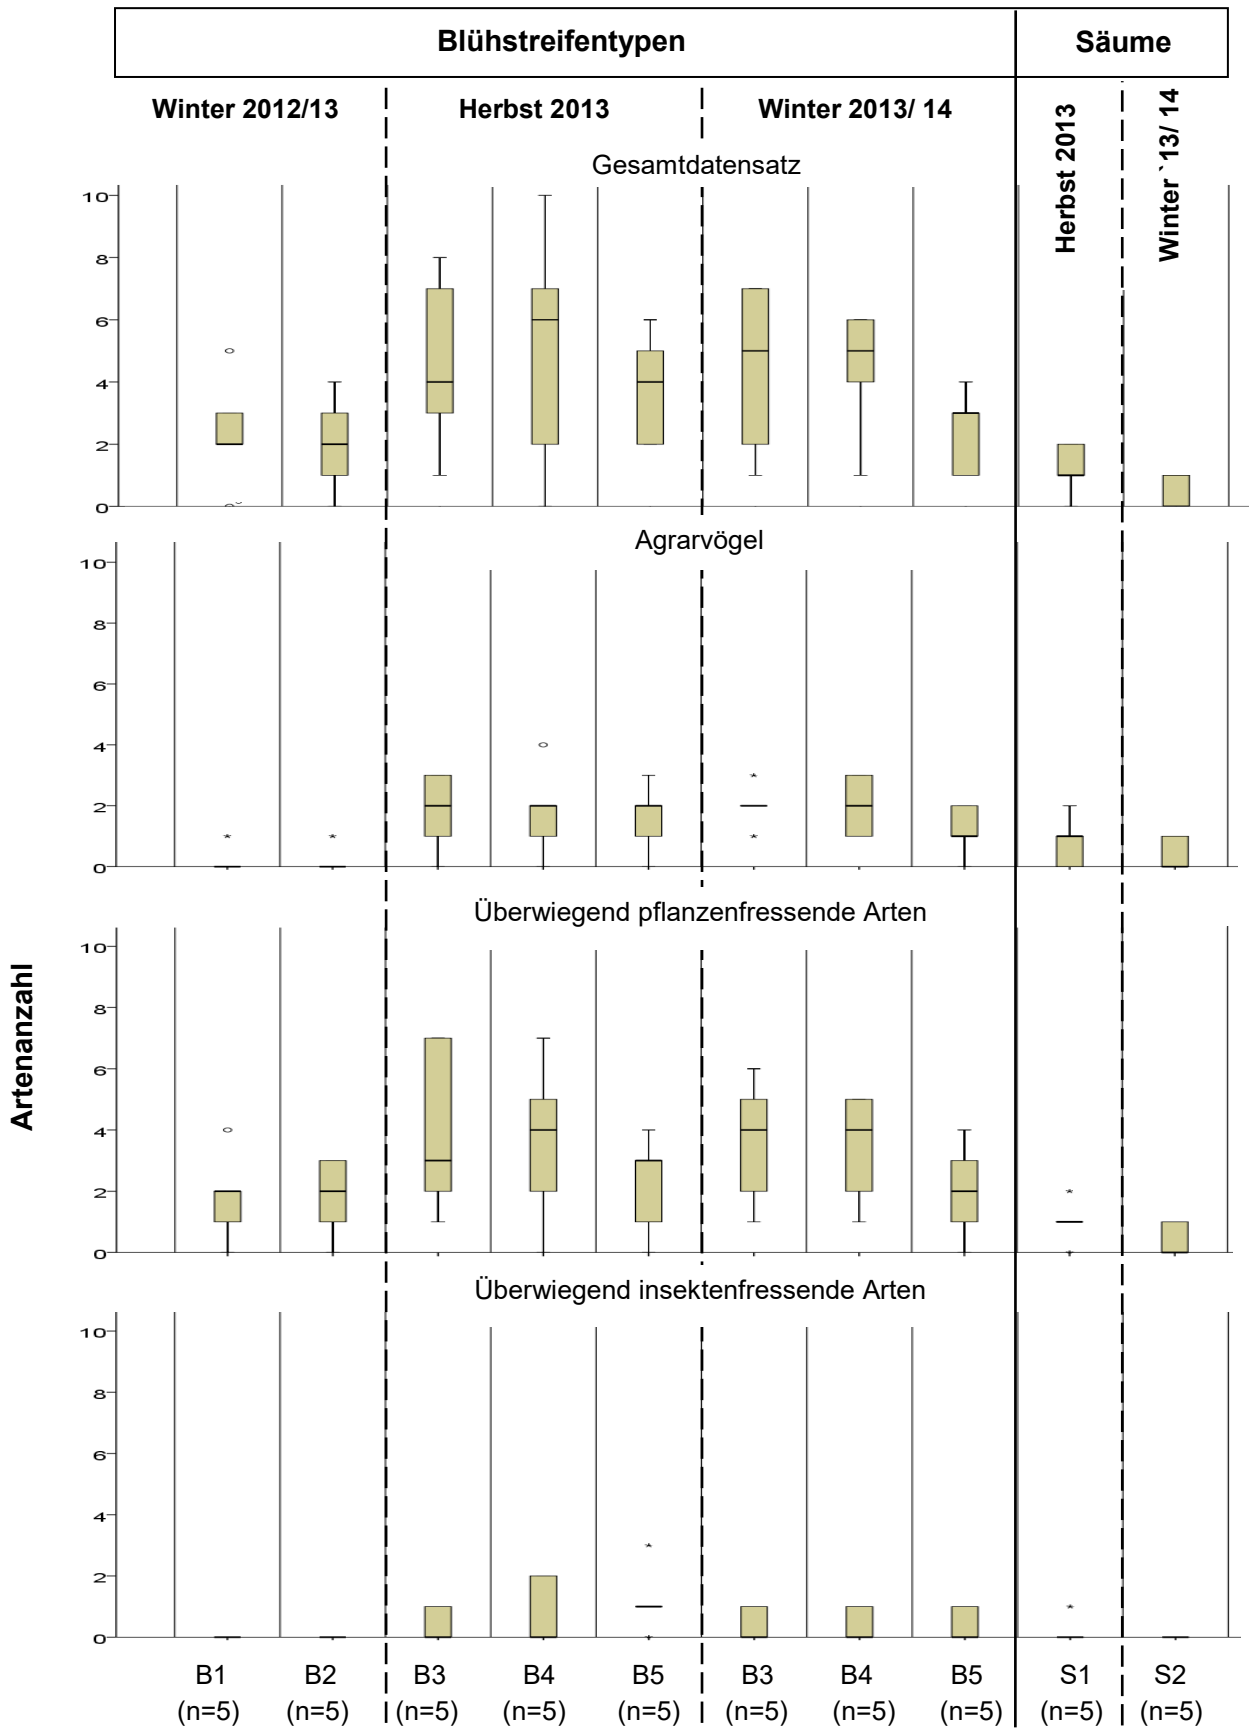 Blühstreifentypen Säume
Winter 2012/13 Herbst 2013 Winter 2013/ 14 Herbst 2013 Winter `13/ 14
Gesamtdatensatz
10
8
6
4
2
0
Agrarvögel
10
8
6
4
2
0
Überwiegend pflanzenfressende Arten
10
8
6
4
2
0
Artenanzahl
Überwiegend insektenfressende Arten
10
8
6
4
2
0
B1 B2 B3 B4 B5 B3 B4 B5 S1 S2
(n=5) (n=5) (n=5) (n=5) (n=5) (n=5) (n=5) (n=5) (n=5) (n=5)